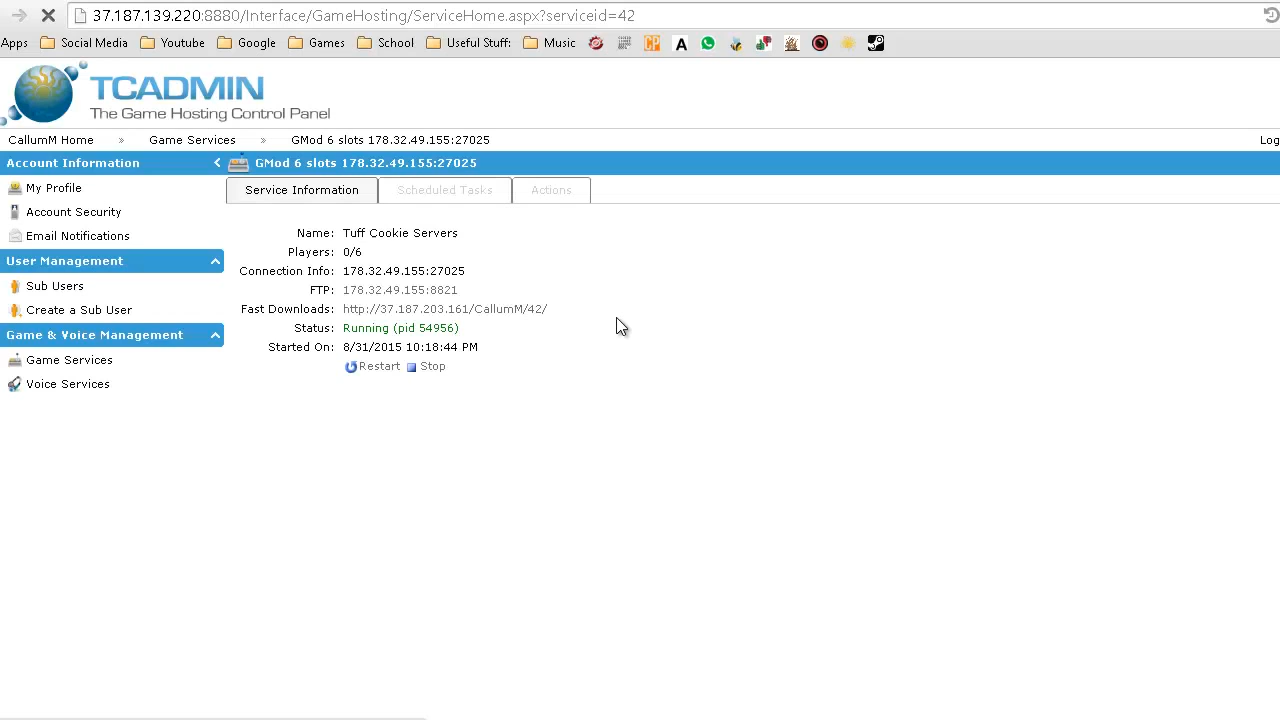 37.187.139.220:8880/Interface/GameHosting/ServiceHome.aspx?serviceid=42
Apps Social Media Youtube Google Games School Useful Stuff: Music CP A
TCADMIN
The Game Hosting Control Panel
CallumM Home » Game Services » GMod 6 slots 178.32.49.155:27025 Log
Account Information GMod 6 slots 178.32.49.155:27025
My Profile
Account Security
Email Notifications
User Management
Sub Users
Create a Sub User
Game & Voice Management
Game Services
Voice Services
Service Information Scheduled Tasks Actions
Name: Tuff Cookie Servers
Players: 0/6
Connection Info: 178.32.49.155:27025
FTP: 178.32.49.155:8821
Fast Downloads: http://37.187.203.161/CallumM/42/
Status: Running (pid 54956)
Started On: 8/31/2015 10:18:44 PM
Restart Stop